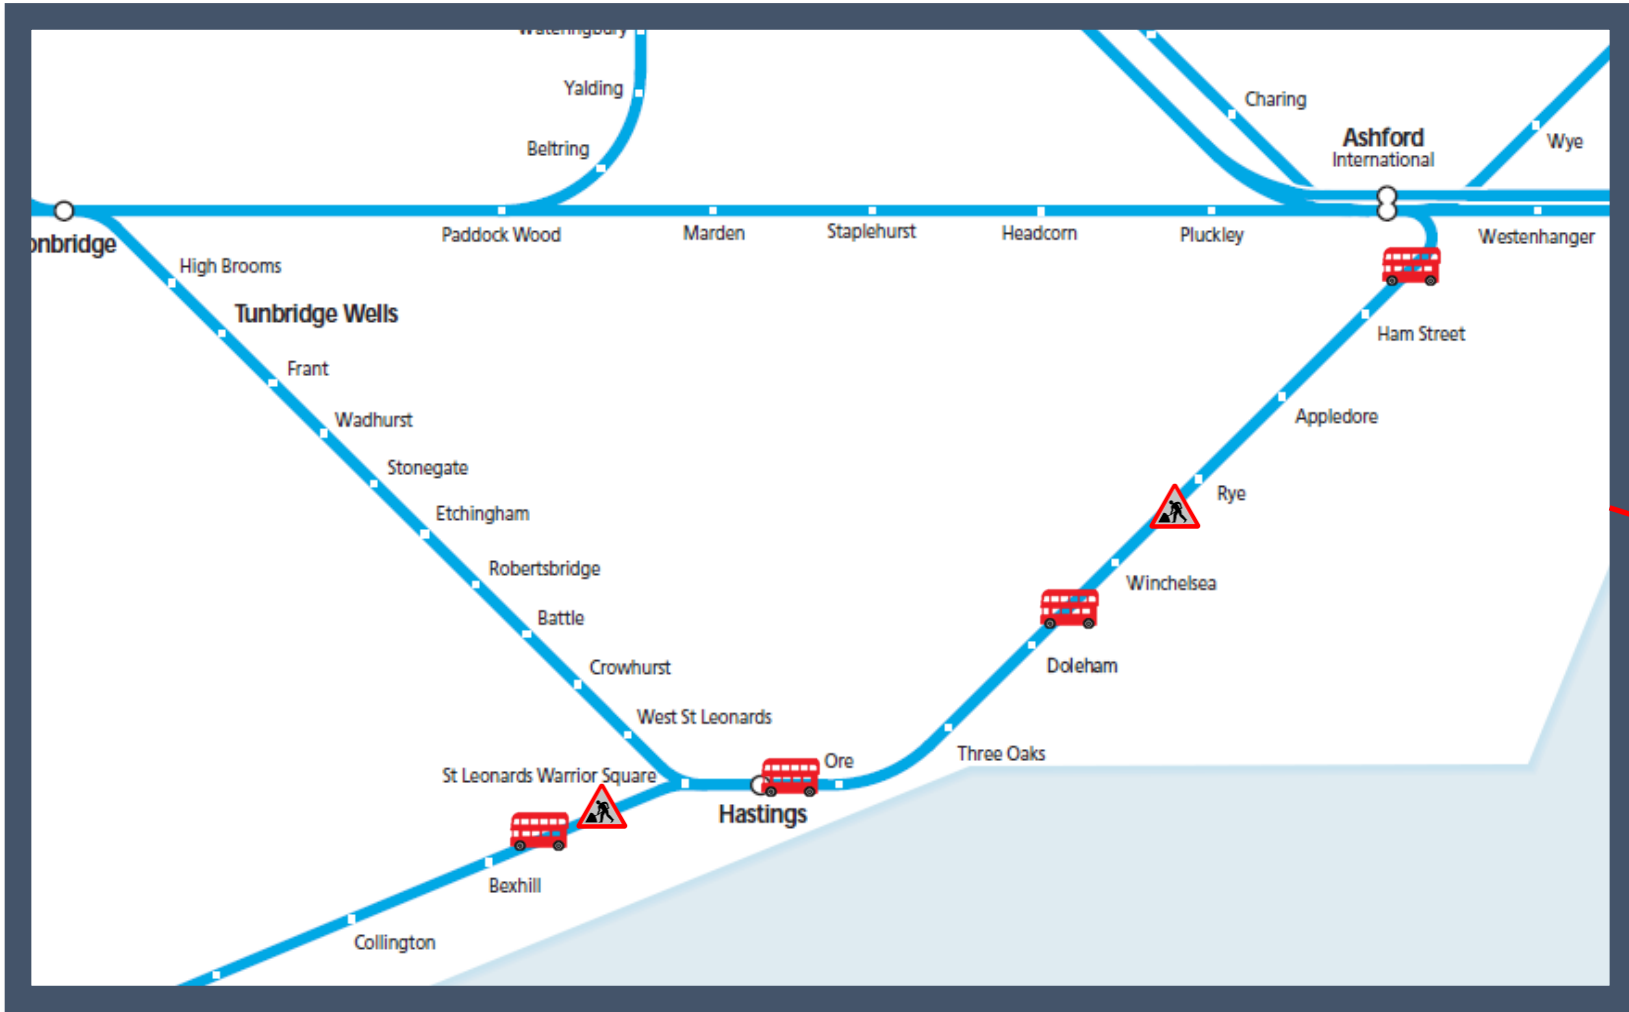 Wateringbury
Yalding
Charing
Ashford
International
Wye
Beltring
onbridge
Paddock Wood
Marden
Staplehurst
Headcorn
Pluckley
Westenhanger
High Brooms
Tunbridge Wells
Ham Street
Frant
Wadhurst
Appledore
Stonegate
Rye
Etchingham
Robertsbridge
Winchelsea
Battle
Crowhurst
Doleham
West St Leonards
Three Oaks
Ore
St Leonards Warrior Square
Hastings
Bexhill
Collington